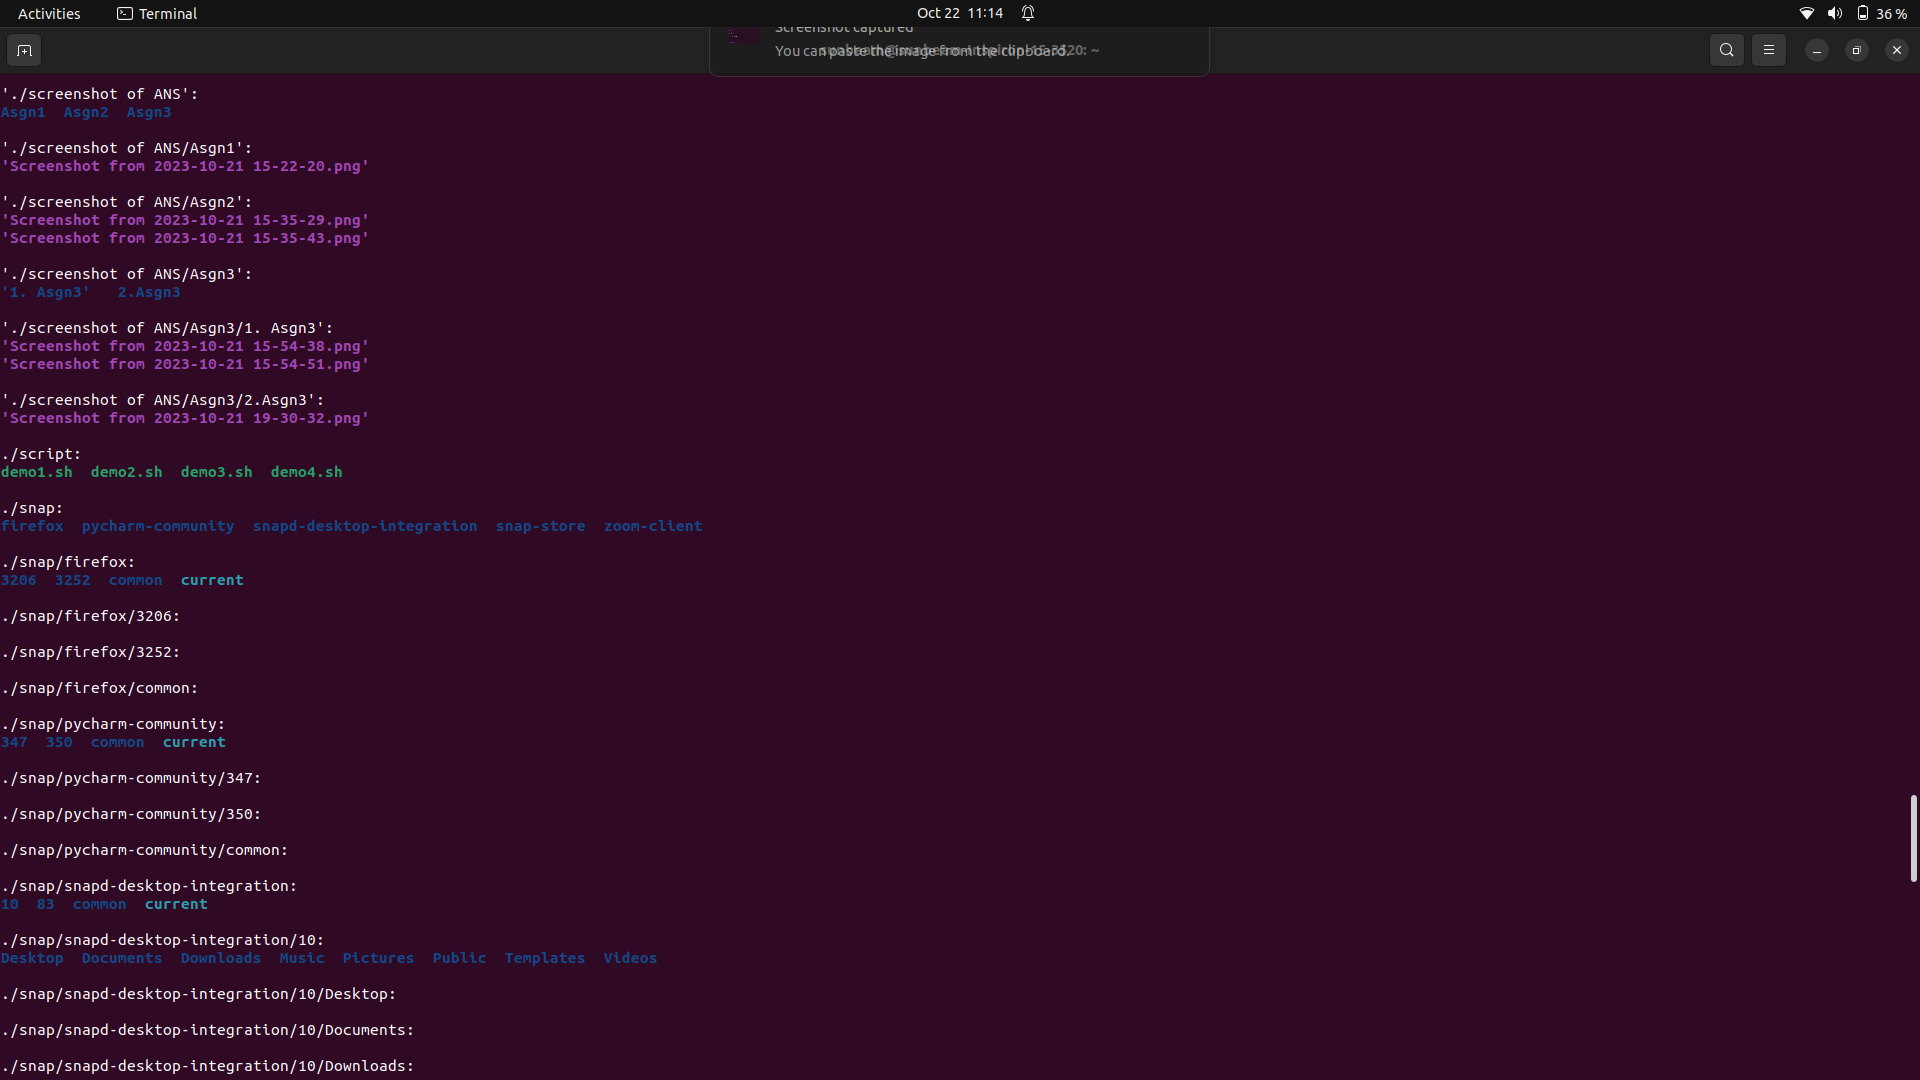 Activities Terminal Oct 22 11:14 36 %
Screenshot captured
You can paste the image from the clipboard.
'./screenshot of ANS':
Asgn1  Asgn2  Asgn3
'./screenshot of ANS/Asgn1':
'Screenshot from 2023-10-21 15-22-20.png'
'./screenshot of ANS/Asgn2':
'Screenshot from 2023-10-21 15-35-29.png'
'Screenshot from 2023-10-21 15-35-43.png'
'./screenshot of ANS/Asgn3':
'1. Asgn3'   2.Asgn3
'./screenshot of ANS/Asgn3/1. Asgn3':
'Screenshot from 2023-10-21 15-54-38.png'
'Screenshot from 2023-10-21 15-54-51.png'
'./screenshot of ANS/Asgn3/2.Asgn3':
'Screenshot from 2023-10-21 19-30-32.png'
./script:
demo1.sh  demo2.sh  demo3.sh  demo4.sh
./snap:
firefox  pycharm-community  snapd-desktop-integration  snap-store  zoom-client
./snap/firefox:
3206  3252  common  current
./snap/firefox/3206:
./snap/firefox/3252:
./snap/firefox/common:
./snap/pycharm-community:
347  350  common  current
./snap/pycharm-community/347:
./snap/pycharm-community/350:
./snap/pycharm-community/common:
./snap/snapd-desktop-integration:
10  83  common  current
./snap/snapd-desktop-integration/10:
Desktop  Documents  Downloads  Music  Pictures  Public  Templates  Videos
./snap/snapd-desktop-integration/10/Desktop:
./snap/snapd-desktop-integration/10/Documents:
./snap/snapd-desktop-integration/10/Downloads: